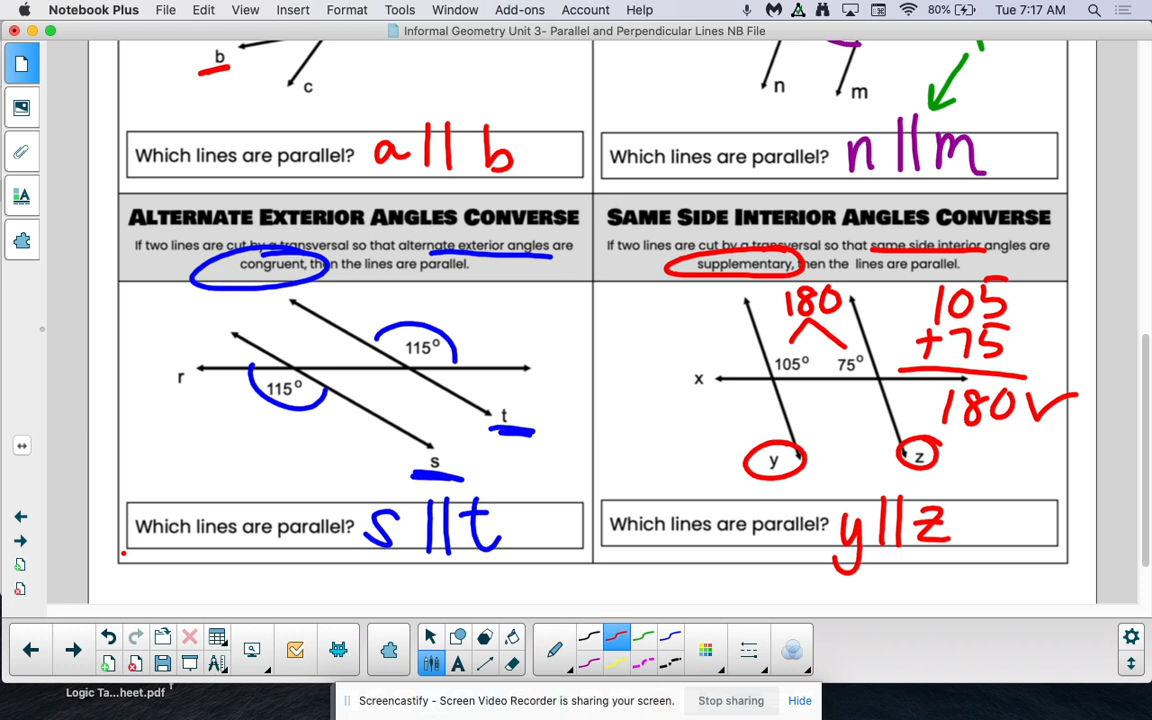 Notebook Plus File Edit View Insert Format Tools Window Add-ons Account Help 80% Tue 7:17 AM
Informal Geometry Unit 3- Parallel and Perpendicular Lines NB File
b
c
n
m
Which lines are parallel? a || b
Which lines are parallel? n || m
ALTERNATE EXTERIOR ANGLES CONVERSE
If two lines are cut by a transversal so that alternate exterior angles are
congruent, then the lines are parallel.
SAME SIDE INTERIOR ANGLES CONVERSE
If two lines are cut by a transversal so that same side interior angles are
supplementary, then the lines are parallel.
115°
r
115°
t
s
180
105
+75
180✓
105° 75°
x
y
z
Which lines are parallel? s || t
Which lines are parallel? y || z
Logic Ta...heet.pdf
Screencastify - Screen Video Recorder is sharing your screen. Stop sharing Hide